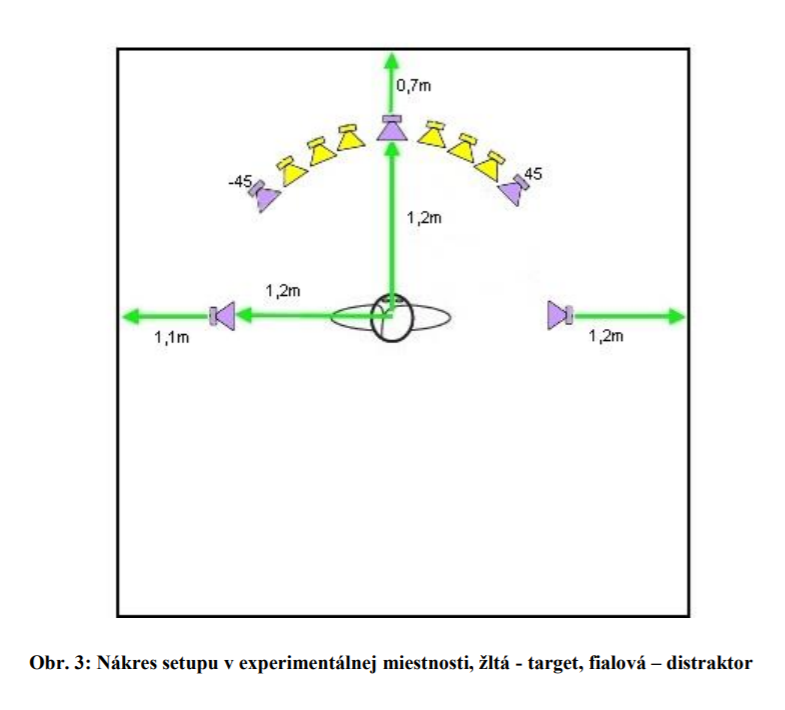 0,7m
-45
45
1,2m
1,2m
1,1m
1,2m
Obr. 3: Nákres setupu v experimentálnej miestnosti, žltá - target, fialová – distraktor